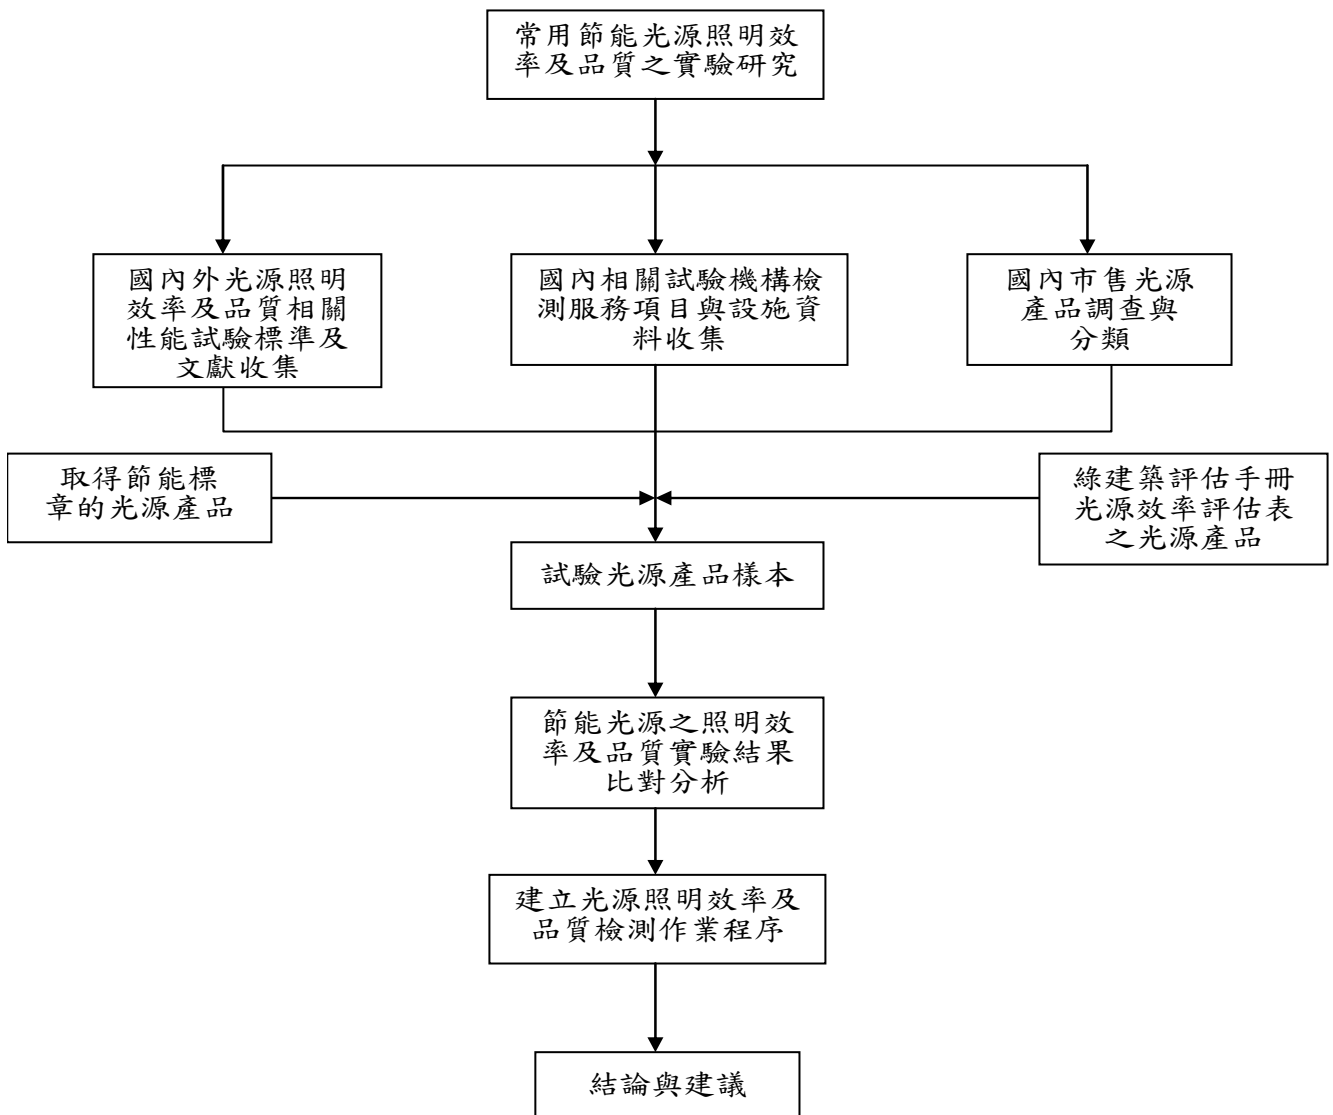 常用節能光源照明效
率及品質之實驗研究
國內外光源照明
效率及品質相關
性能試驗標準及
文獻收集
國內相關試驗機構檢
測服務項目與設施資
料收集
國內市售光源
產品調查與
分類
取得節能標
章的光源產品
綠建築評估手冊
光源效率評估表
之光源產品
試驗光源產品樣本
節能光源之照明效
率及品質實驗結果
比對分析
建立光源照明效率及
品質檢測作業程序
結論與建議